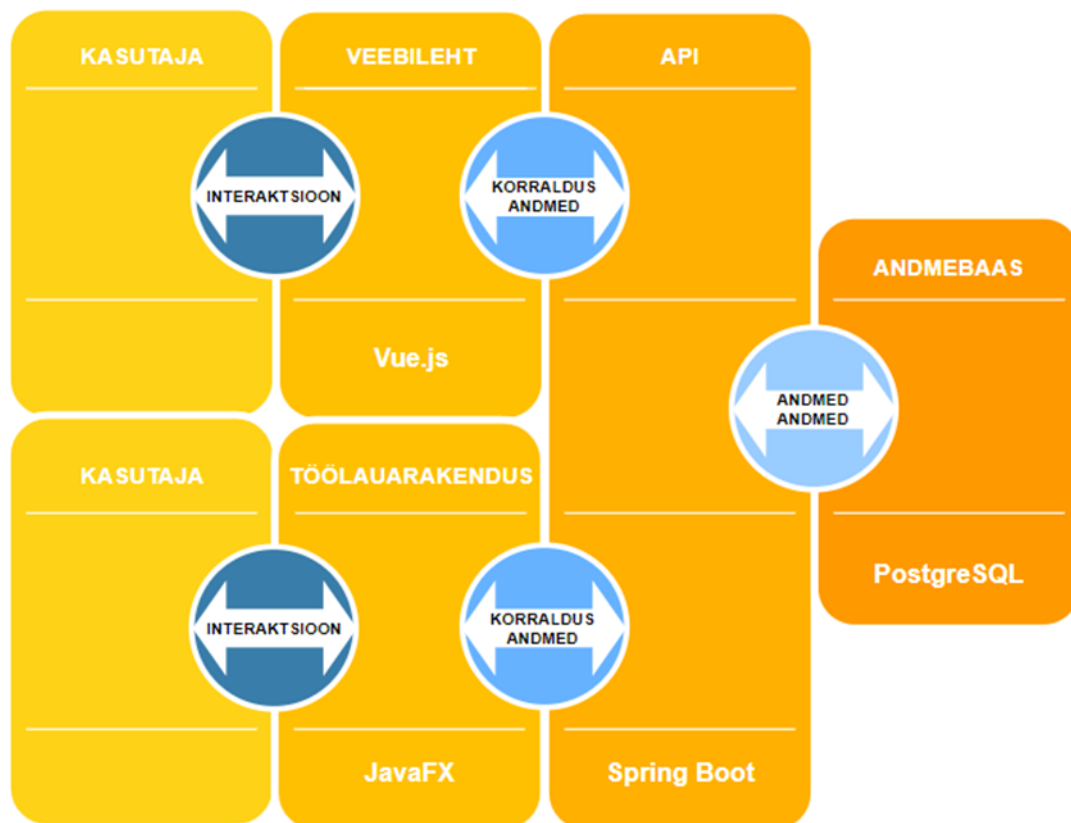 KASUTAJA
VEEBILEHT
API
INTERAKTSIOON
KORRALDUS
ANDMED
ANDMEBAAS
Vue.js
ANDMED
ANDMED
KASUTAJA
TÖÖLAUARAKENDUS
PostgreSQL
INTERAKTSIOON
KORRALDUS
ANDMED
JavaFX
Spring Boot